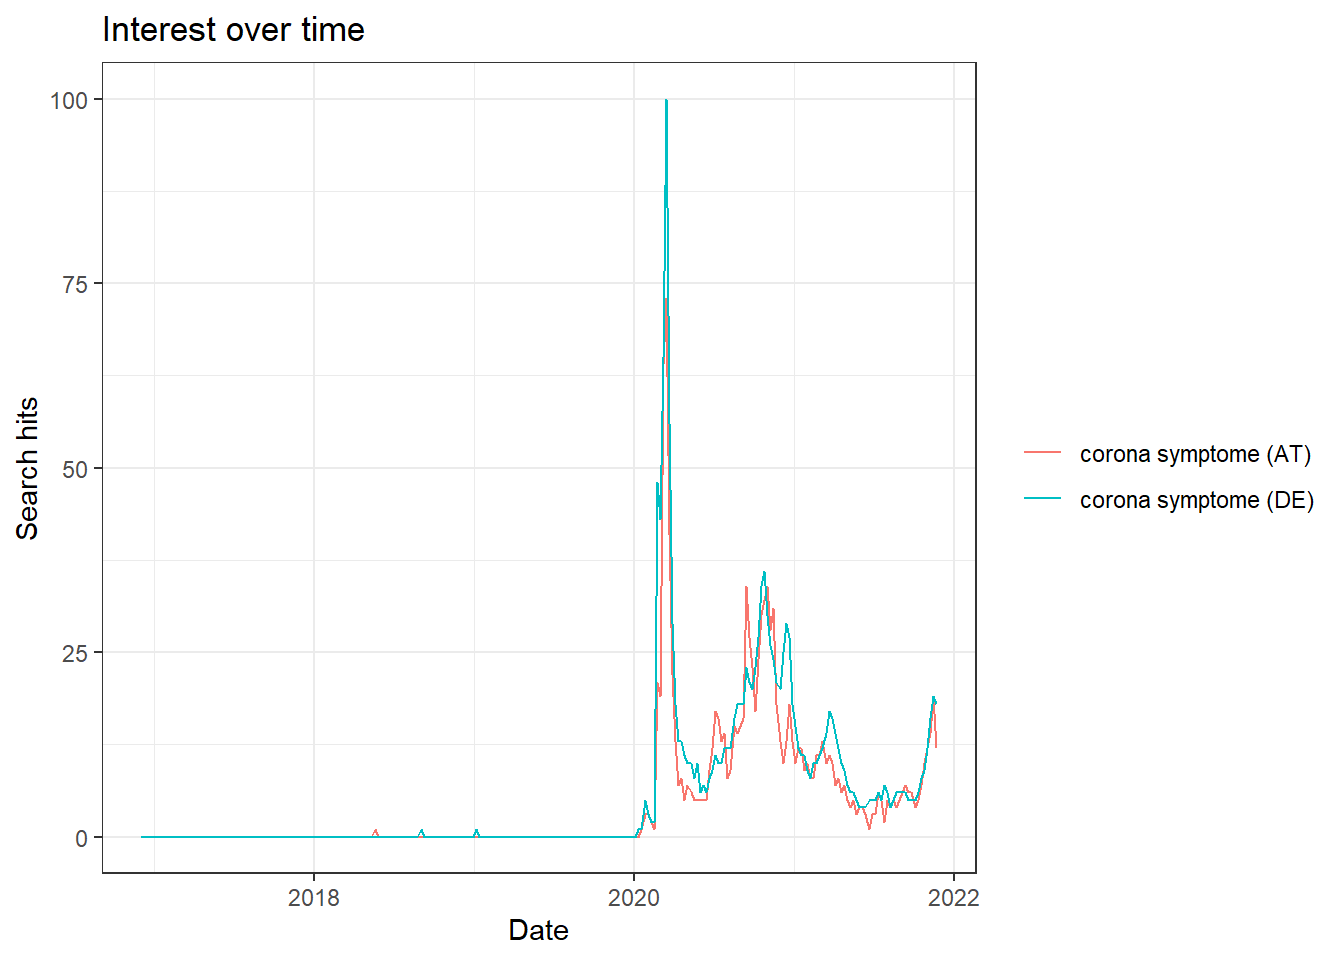 Interest over time
100
75
50
25
0
Search hits
2018
2020
2022
Date
corona symptome (AT)
corona symptome (DE)